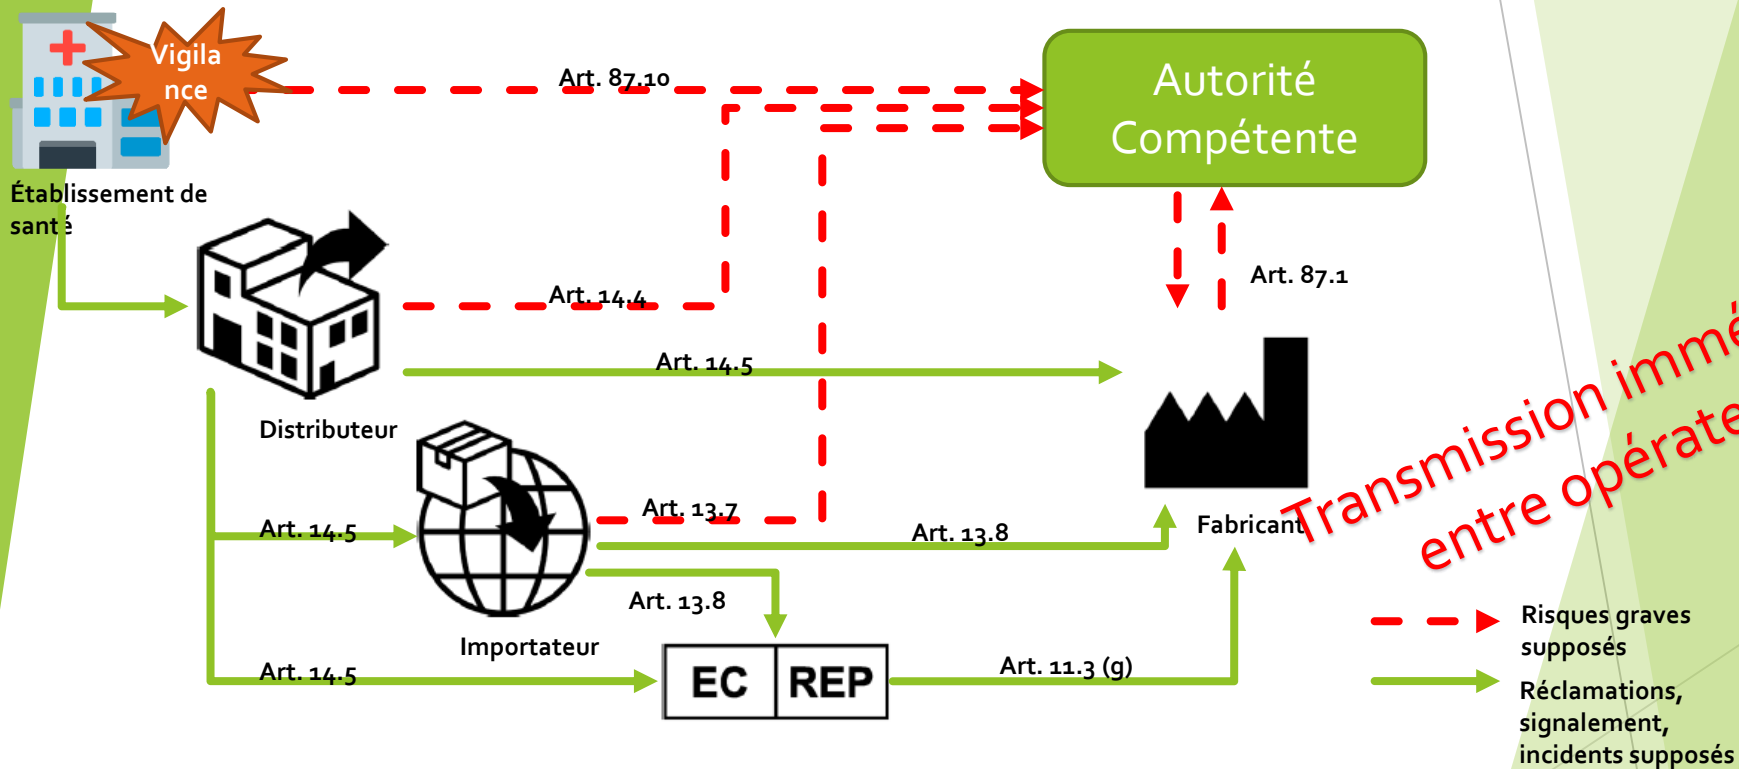 Vigila
nce
Art. 87.10
Autorité
Compétente
Établissement de
santé
Art. 14.4
Art. 87.1
Art. 14.5
Distributeur
Art. 13.7
Art. 14.5
Art. 13.8
Fabricant
Transmission immé
entre opérate
Art. 13.8
Importateur
Art. 14.5
EC REP
Art. 11.3 (g)
Risques graves
supposés
Réclamations,
signalement,
incidents supposés